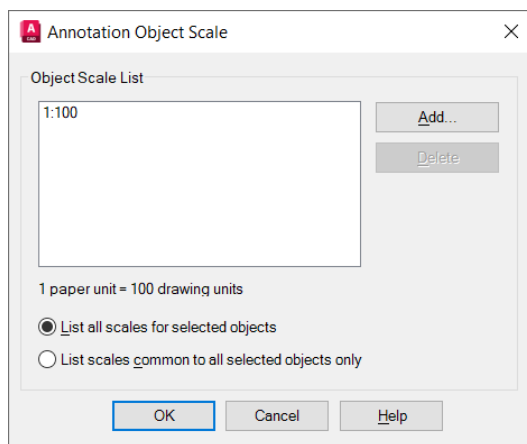 A
CAD
Annotation Object Scale
Object Scale List
1:100
Add...
Delete
1 paper unit = 100 drawing units
List all scales for selected objects
List scales common to all selected objects only
OK
Cancel
Help